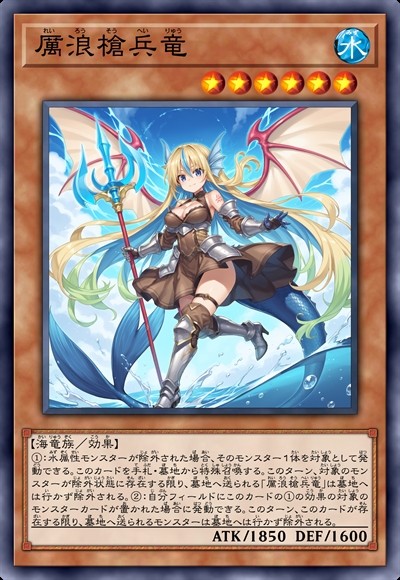 厲浪槍兵竜
水
[海竜族／効果]
①：水属性モンスターが除外された場合、そのモンスター1体を対象として発
動できる。このカードを手札・墓地から特殊召喚する。このターン、対象のモン
スターが除外状態に存在する限り、墓地へ送られる「厲浪槍兵竜」は墓地へ
は行かず除外される。②：自分フィールドにこのカードの①の効果の対象の
モンスターカードが置かれた場合に発動できる。このターン、このカードが存
在する限り、墓地へ送られるモンスターは墓地へは行かず除外される。
ATK/1850 DEF/1600